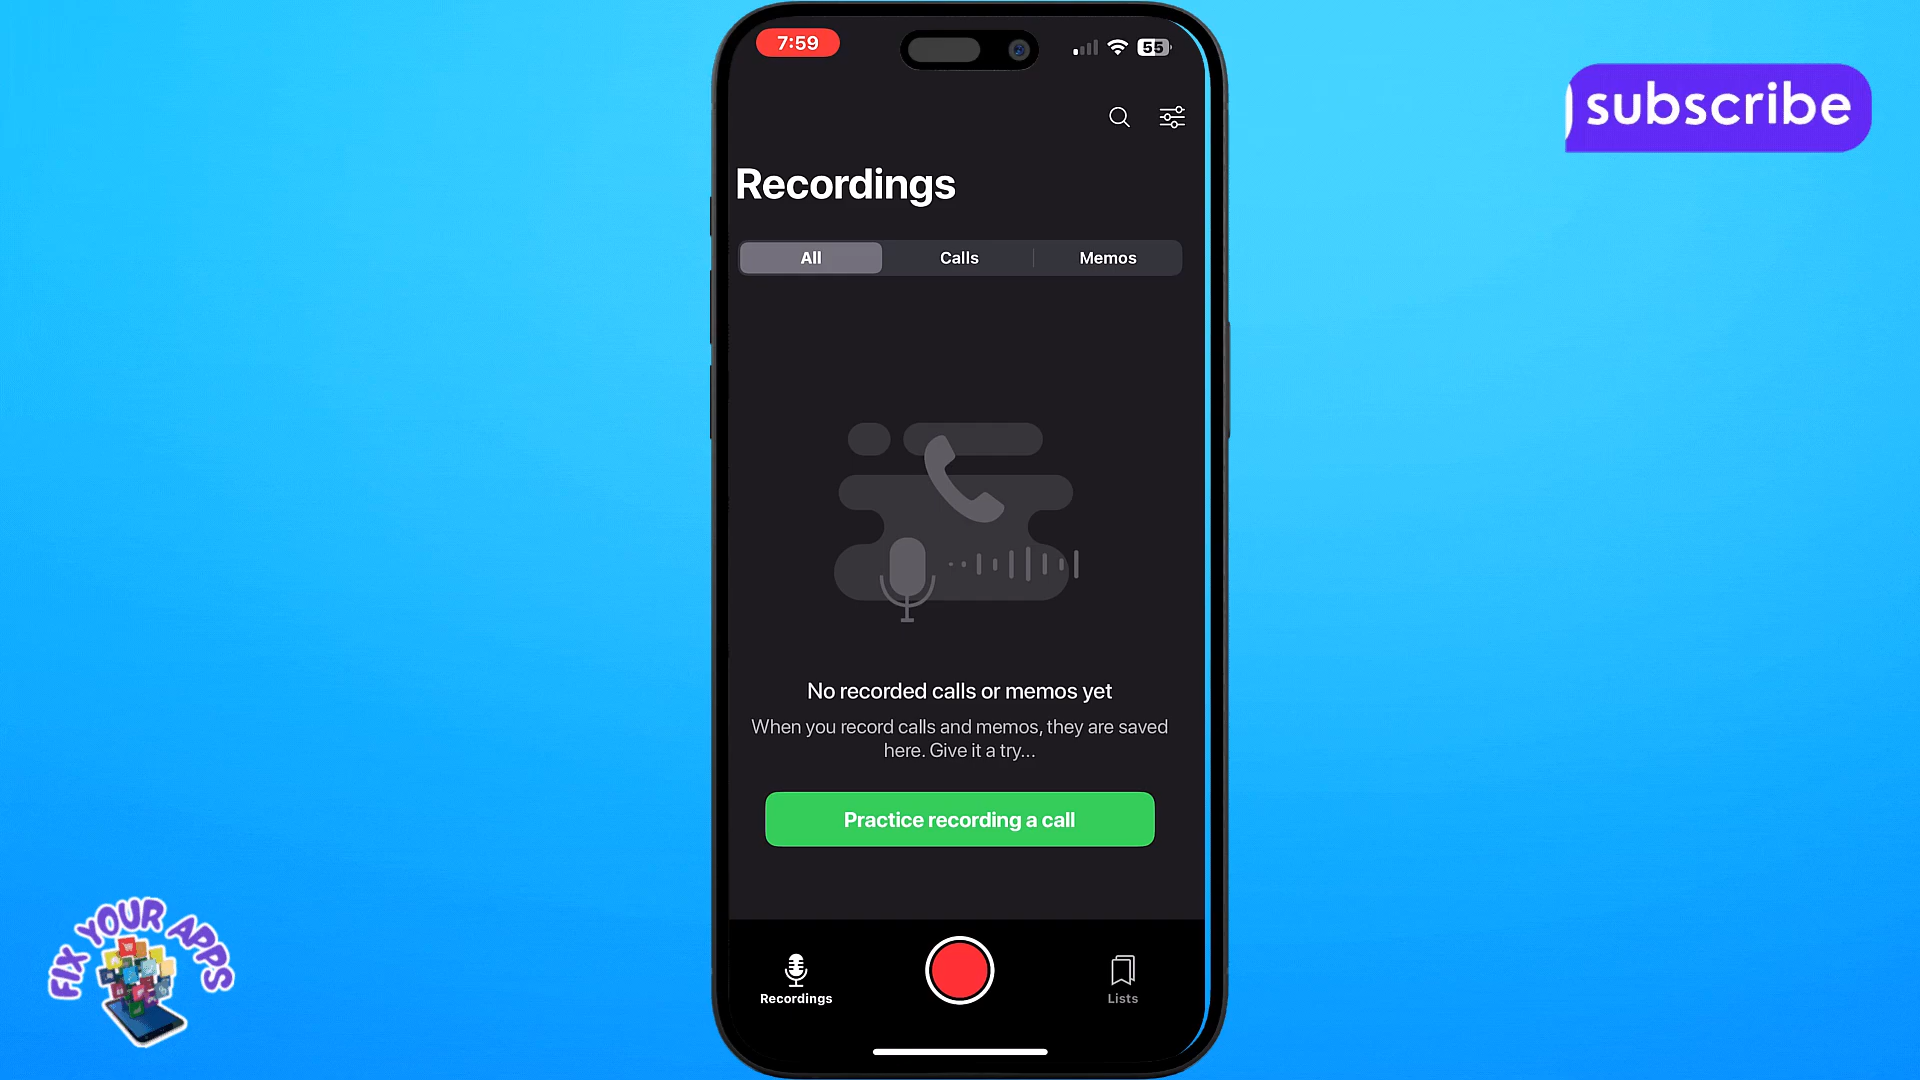 7:59
55
subscribe
Recordings
All
Calls
Memos
No recorded calls or memos yet
When you record calls and memos, they are saved
here. Give it a try...
Practice recording a call
Recordings
Lists
FIX YOUR APPS